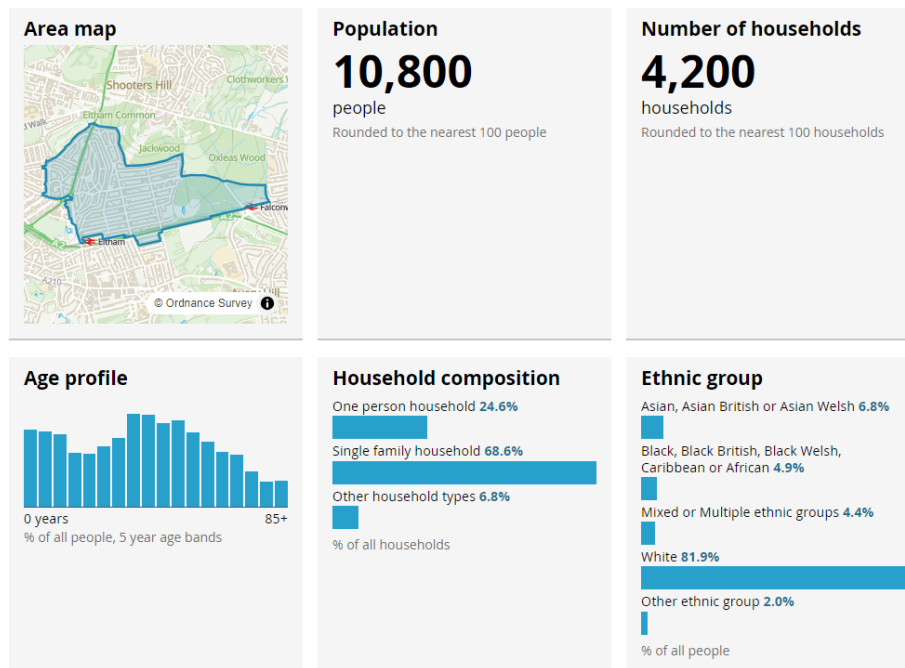 Area map
Shooters Hill
Clothworkers
Eltham Common
Walk
Jackwood
Oxleas Wood
Falconw
Eltham
A210
© Ordnance Survey
Population
10,800
people
Rounded to the nearest 100 people
Number of households
4,200
households
Rounded to the nearest 100 households
Age profile
0 years 85+
% of all people, 5 year age bands
Household composition
One person household 24.6%
Single family household 68.6%
Other household types 6.8%
% of all households
Ethnic group
Asian, Asian British or Asian Welsh 6.8%
Black, Black British, Black Welsh,
Caribbean or African 4.9%
Mixed or Multiple ethnic groups 4.4%
White 81.9%
Other ethnic group 2.0%
% of all people